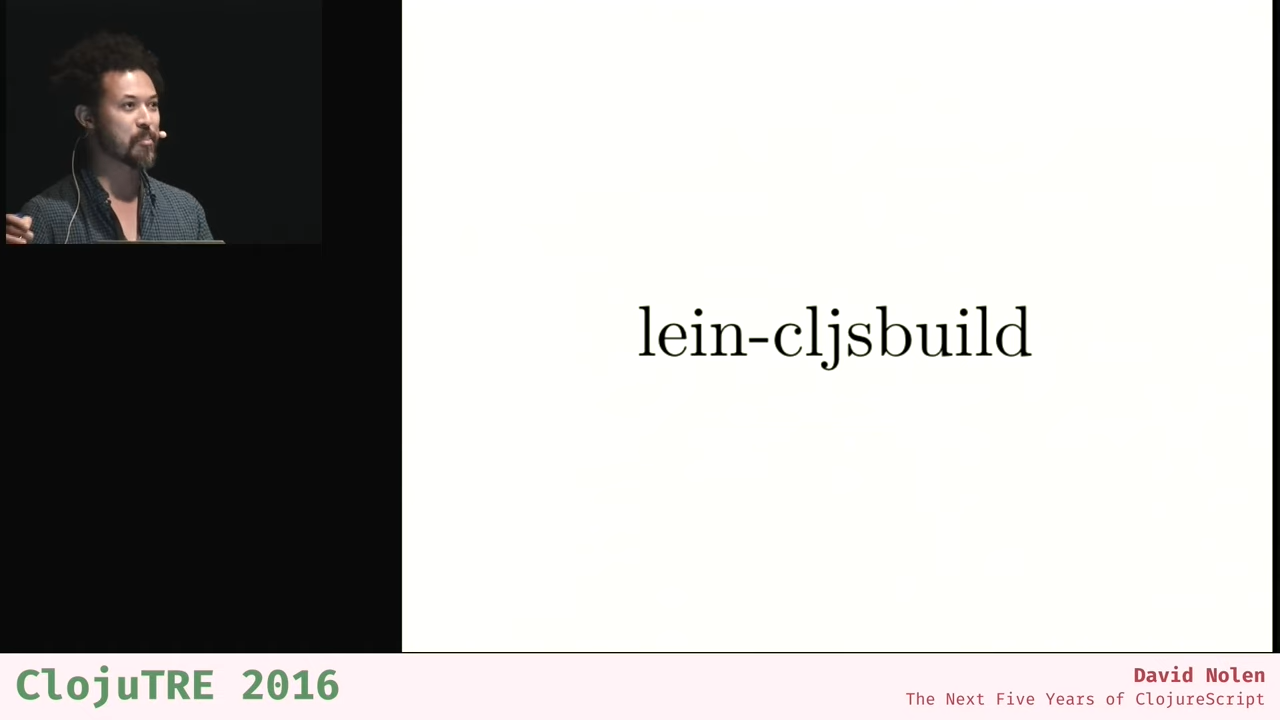 lein-cljsbuild
ClojuTRE 2016
David Nolen
The Next Five Years of ClojureScript